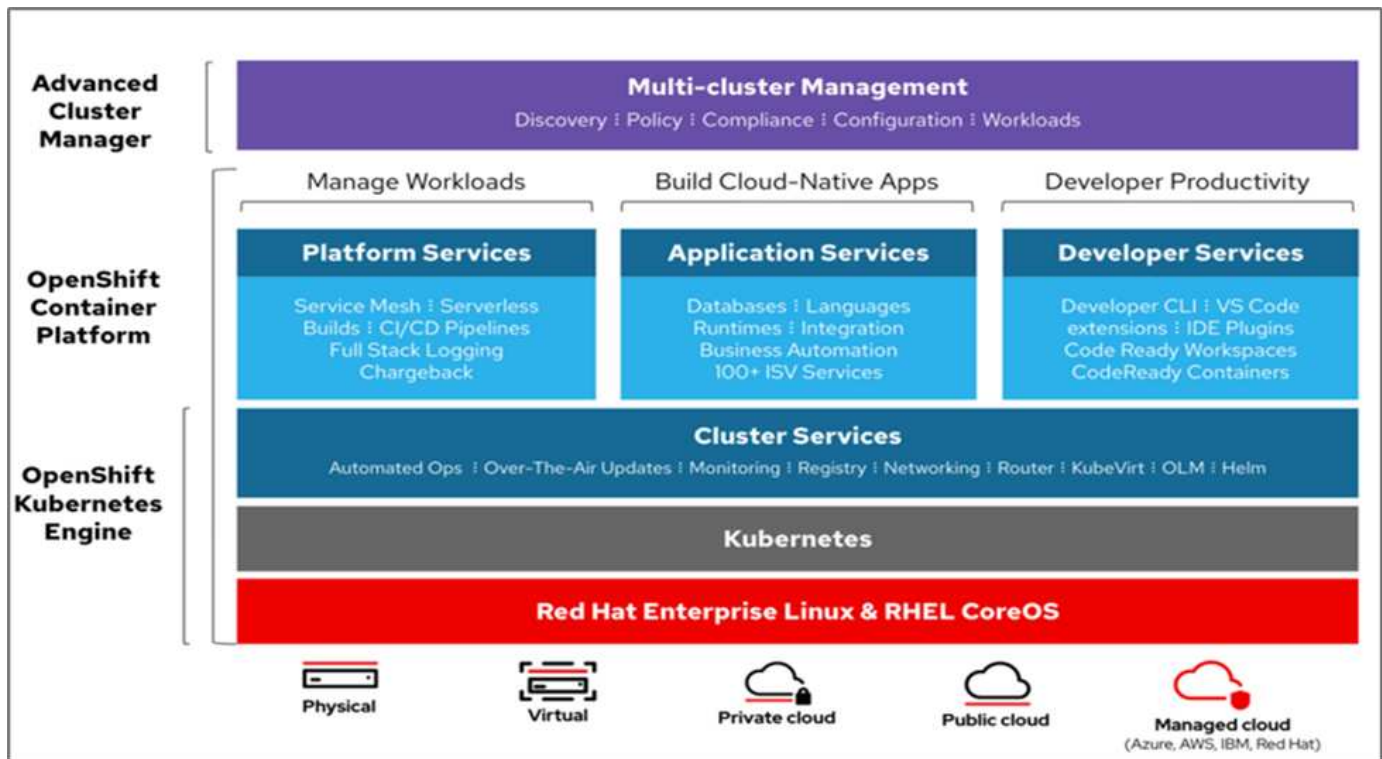 Advanced
Cluster
Manager
Multi-cluster Management
Discovery ⁝ Policy ⁝ Compliance ⁝ Configuration ⁝ Workloads
Manage Workloads
Build Cloud-Native Apps
Developer Productivity
OpenShift
Container
Platform
Platform Services
Service Mesh ⁝ Serverless
Builds ⁝ CI/CD Pipelines
Full Stack Logging
Chargeback
Application Services
Databases ⁝ Languages
Runtimes ⁝ Integration
Business Automation
100+ ISV Services
Developer Services
Developer CLI ⁝ VS Code
extensions ⁝ IDE Plugins
Code Ready Workspaces
CodeReady Containers
OpenShift
Kubernetes
Engine
Cluster Services
Automated Ops ⁝ Over-The-Air Updates ⁝ Monitoring ⁝ Registry ⁝ Networking ⁝ Router ⁝ KubeVirt ⁝ OLM ⁝ Helm
Kubernetes
Red Hat Enterprise Linux & RHEL CoreOS
Physical
Virtual
Private cloud
Public cloud
Managed cloud
(Azure, AWS, IBM, Red Hat)